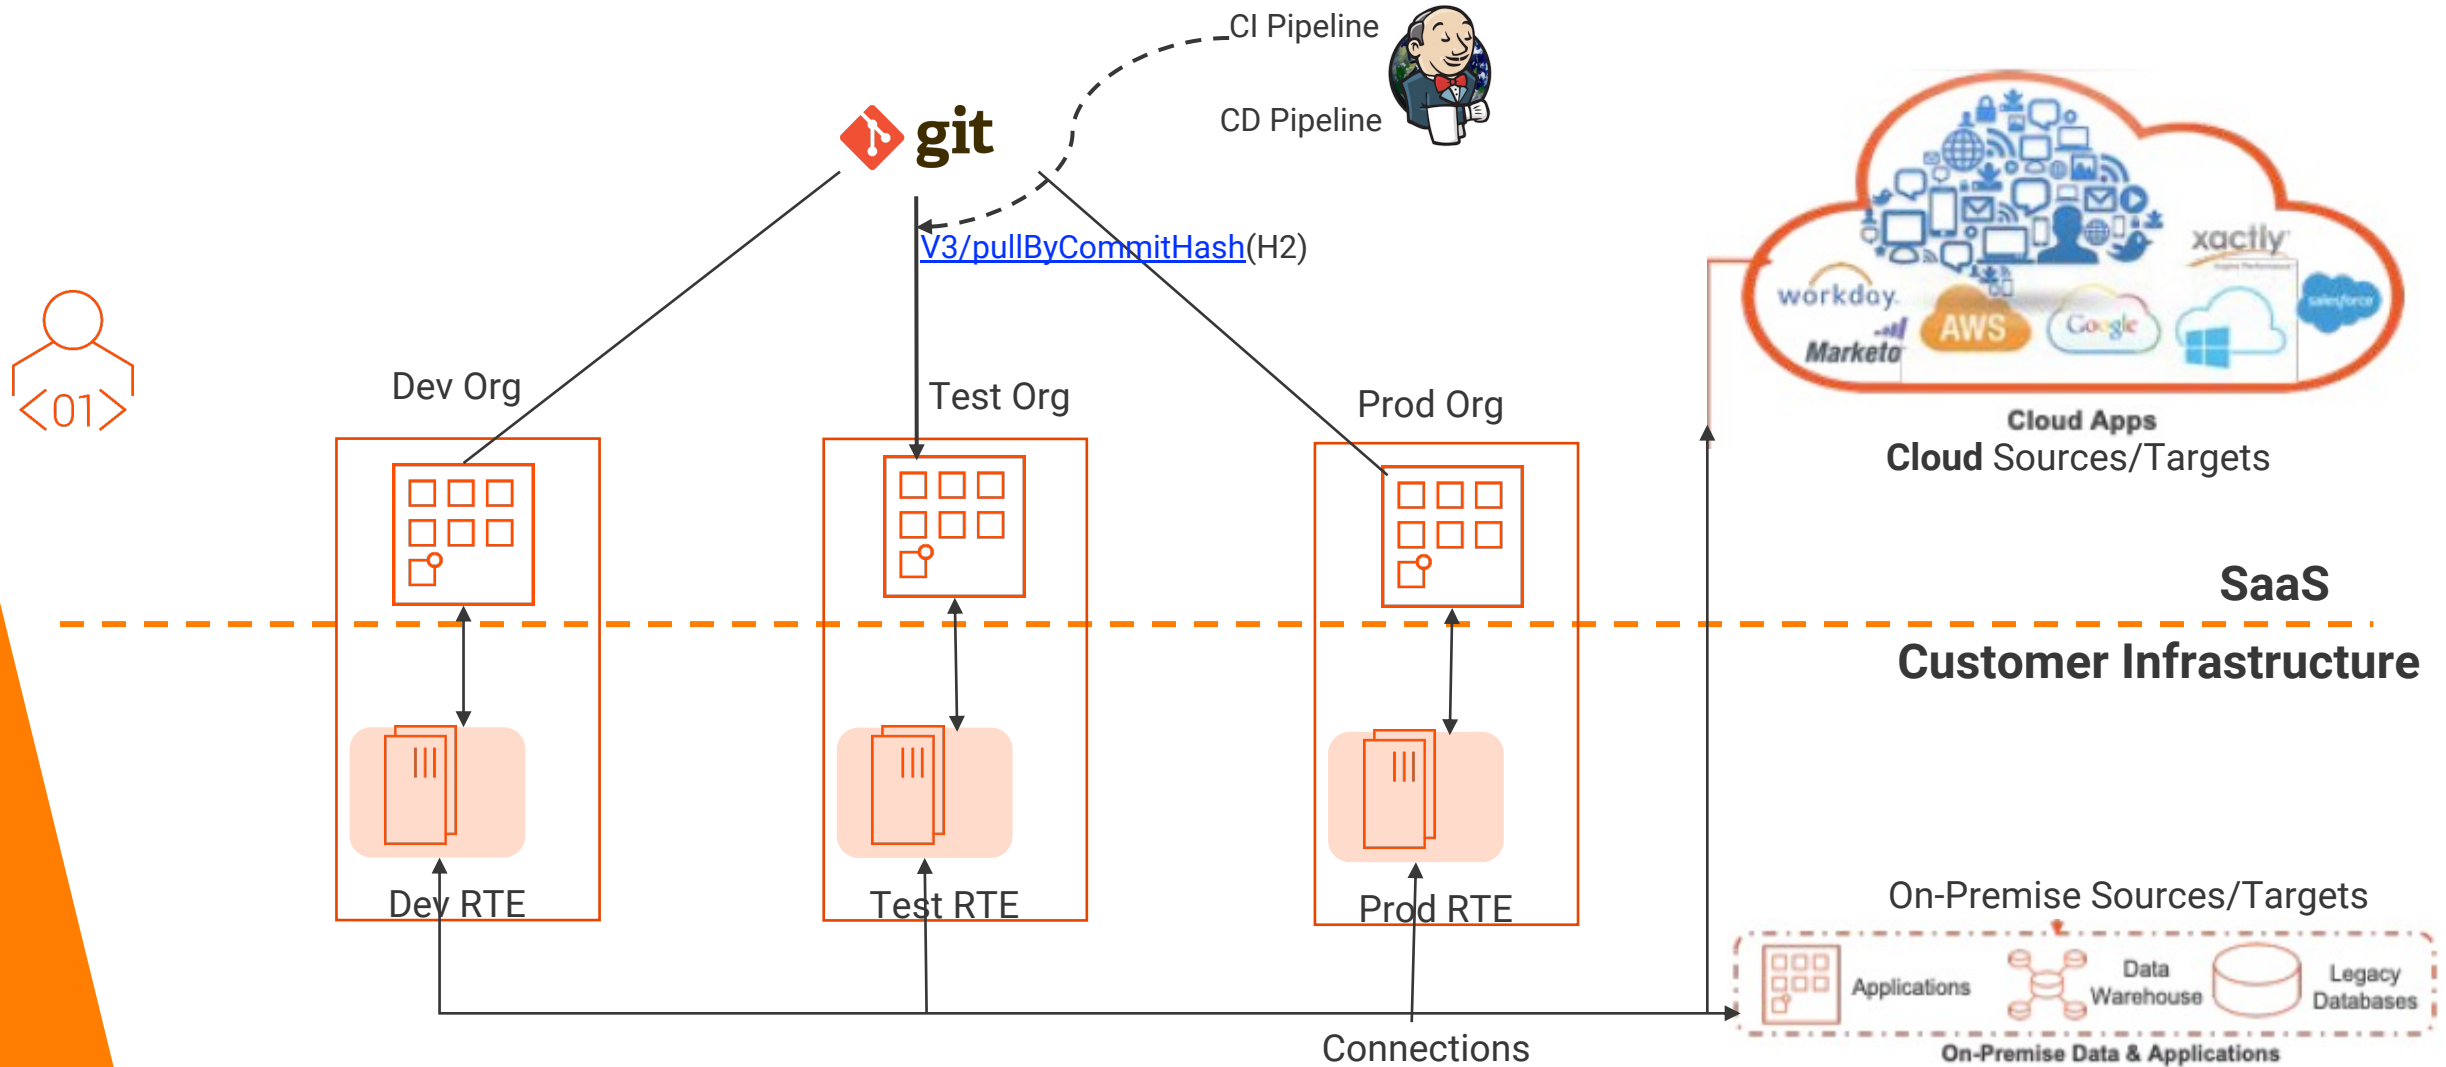 CI Pipeline
CD Pipeline
git
V3/pullByCommitHash(H2)
<01>
Dev Org
Test Org
Prod Org
xactly
workday.
Marketo
AWS
Google
salesforce
Cloud Apps
Cloud Sources/Targets
SaaS
Customer Infrastructure
Dev RTE
Test RTE
Prod RTE
On-Premise Sources/Targets
Applications
Data
Warehouse
Legacy
Databases
On-Premise Data & Applications
Connections